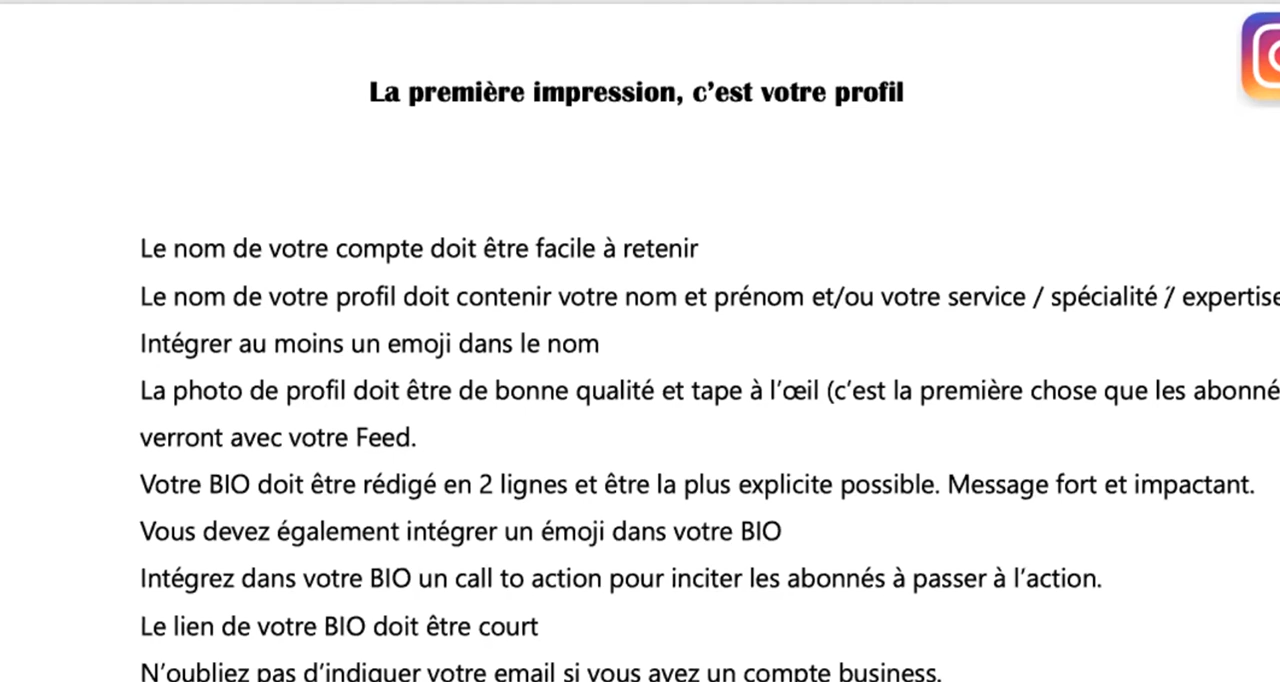 La première impression, c’est votre profil
Le nom de votre compte doit être facile à retenir
Le nom de votre profil doit contenir votre nom et prénom et/ou votre service / spécialité / expertise
Intégrer au moins un emoji dans le nom
La photo de profil doit être de bonne qualité et tape à l’œil (c’est la première chose que les abonné
verront avec votre Feed.
Votre BIO doit être rédigé en 2 lignes et être la plus explicite possible. Message fort et impactant.
Vous devez également intégrer un émoji dans votre BIO
Intégrez dans votre BIO un call to action pour inciter les abonnés à passer à l’action.
Le lien de votre BIO doit être court
N’oubliez pas d’indiquer votre email si vous avez un compte business.